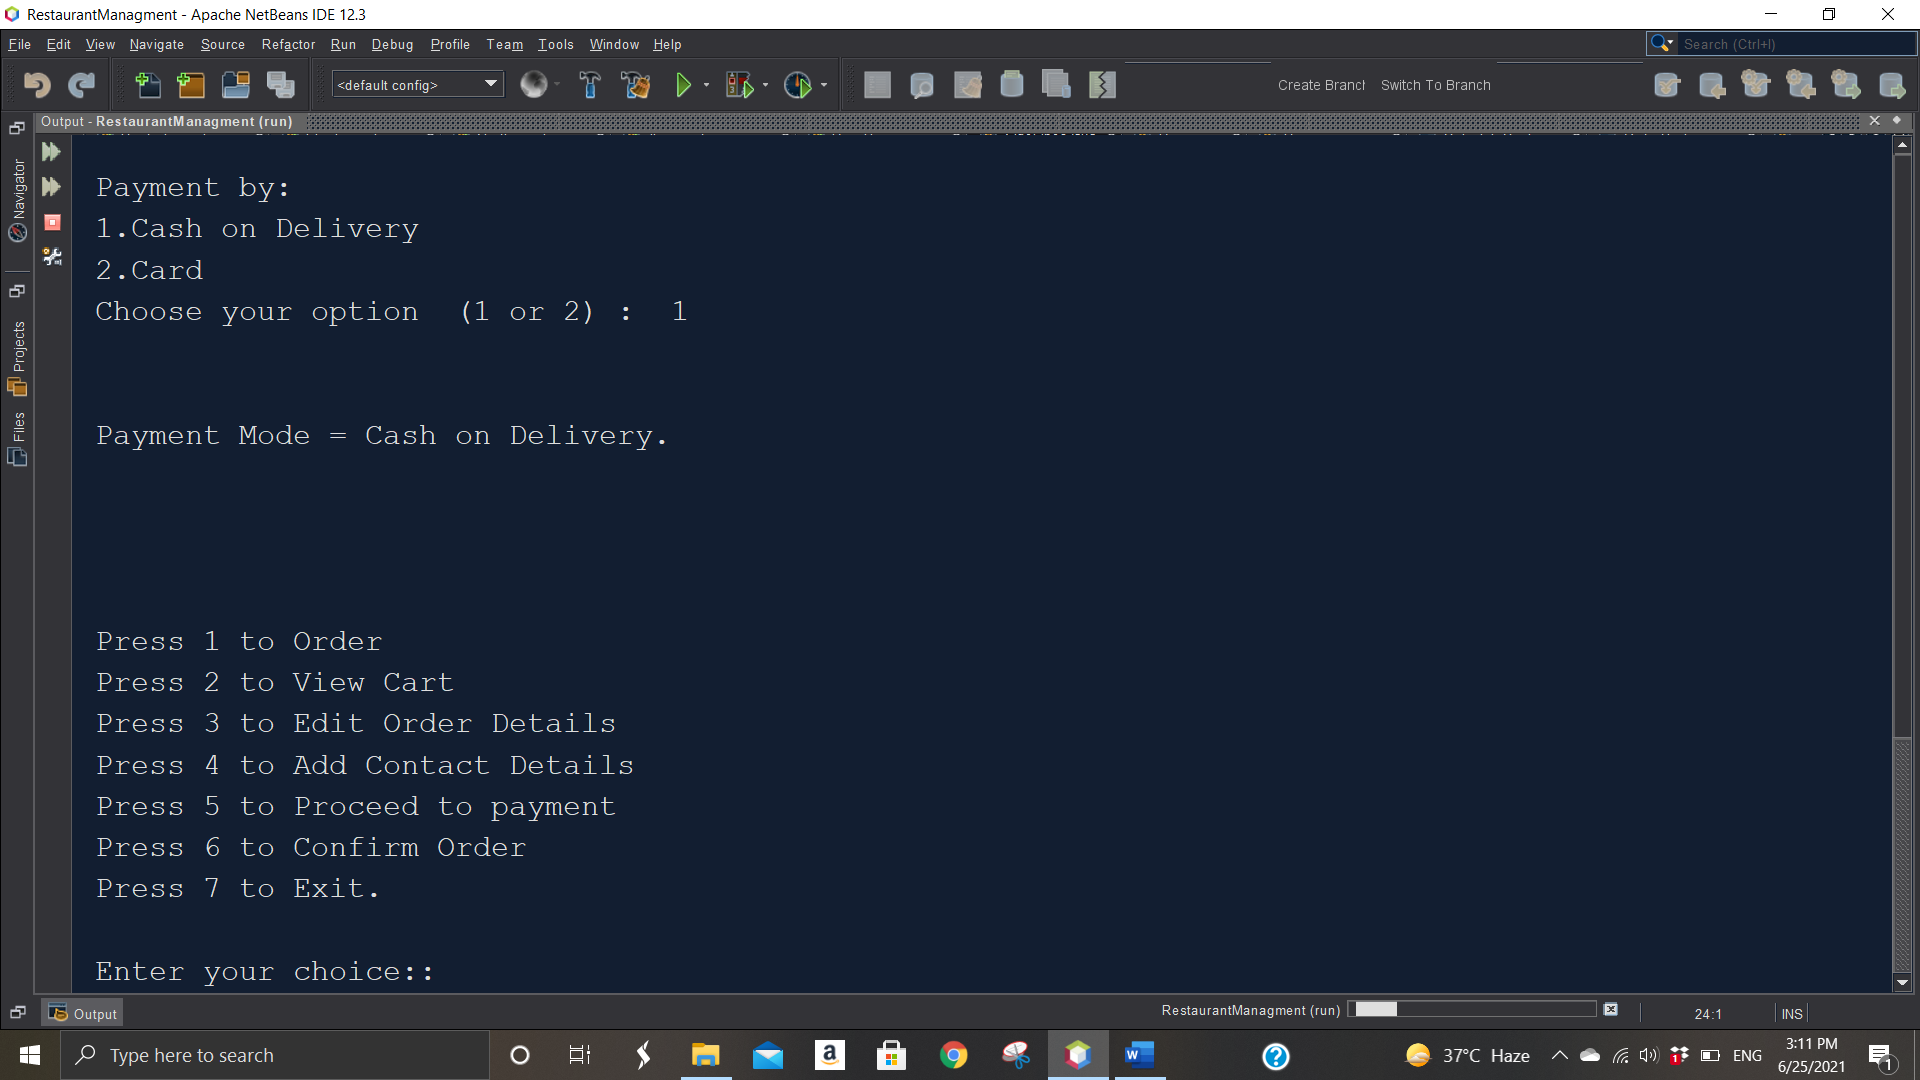 RestaurantManagment - Apache NetBeans IDE 12.3
File Edit View Navigate Source Refactor Run Debug Profile Team Tools Window Help
Search (Ctrl+I)
<default config>
Create Branch Switch To Branch
Output - RestaurantManagment (run)
Navigator
Projects
Files
Payment by:
1.Cash on Delivery
2.Card
Choose your option  (1 or 2) :  1
Payment Mode = Cash on Delivery.
Press 1 to Order
Press 2 to View Cart
Press 3 to Edit Order Details
Press 4 to Add Contact Details
Press 5 to Proceed to payment
Press 6 to Confirm Order
Press 7 to Exit.
Enter your choice::
Output
RestaurantManagment (run)
24:1
INS
Type here to search
37°C Haze
ENG
3:11 PM
6/25/2021
1